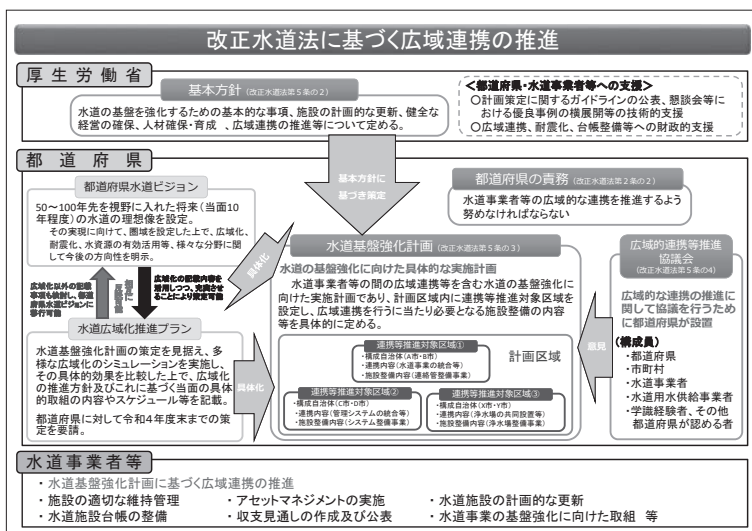 改正水道法に基づく広域連携の推進
厚生労働省
基本方針(改正水道法第5条の2)
水道の基盤を強化するための基本的な事項、施設の計画的な更新、健全な
経営の確保、人材確保・育成 、広域連携の推進等について定める。
<都道府県・水道事業者等への支援>
○計画策定に関するガイドラインの公表、懇談会等に
おける優良事例の横展開等の技術的支援
○広域連携、耐震化、台帳整備等への財政的支援
都道府県
都道府県水道ビジョン
50～100年先を視野に入れた将来(当面10
年程度)の水道の理想像を設定。
その実現に向けて、圏域を設定した上で、広域化、
耐震化、水資源の有効活用等、様々な分野に関し
て今後の方向性を明示。
基本方針に
基づき策定
都道府県の責務(改正水道法第2条の2)
水道事業者等の広域的な連携を推進するよう
努めなければならない
具体化
広域化以外の記載
事項も検討し、都道
府県水道ビジョンに
移行可能
広域化の記載内容を
活用しつつ、充実させ
ることにより策定可能
水道広域化推進プラン
水道基盤強化計画の策定を見据え、多
様な広域化のシミュレーションを実施し、
その具体的効果を比較した上で、広域化
の推進方針及びこれに基づく当面の具体
的取組の内容やスケジュール等を記載。
都道府県に対して令和4年度末までの策
定を要請。
具体化
水道基盤強化計画(改正水道法第5条の3)
水道の基盤強化に向けた具体的な実施計画
水道事業者等の間の広域連携等を含む水道の基盤強化に
向けた実施計画であり、計画区域内に連携等推進対象区域を
設定し、広域連携を行うに当たり必要となる施設整備の内容
等を具体的に定める。
計画区域
連携等推進対象区域①
・構成自治体(A市・B市)
・連携内容(水道事業の統合等)
・施設整備内容(連絡管整備事業)
連携等推進対象区域②
・構成自治体(C市・D市)
・連携内容(管理システムの統合等)
・施設整備内容(システム整備事業)
連携等推進対象区域③
・構成自治体(X市・Y市)
・連携内容(浄水場の共同設置等)
・施設整備内容(浄水場整備事業)
意見
広域的連携等推進
協議会
(改正水道法第5条の4)
広域的な連携の推進に
関して協議を行うため
に都道府県が設置
(構成員)
・都道府県
・市町村
・水道事業者
・水道用水供給事業者
・学識経験者、その他
都道府県が認める者
水道事業者等
・水道基盤強化計画に基づく広域連携の推進
・施設の適切な維持管理 ・アセットマネジメントの実施 ・水道施設の計画的な更新
・水道施設台帳の整備 ・収支見通しの作成及び公表 ・水道事業の基盤強化に向けた取組 等